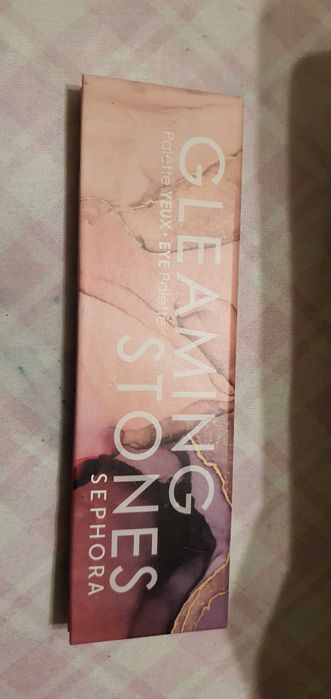 GLEAMING
Palette YEUX • EYE Palette
STONES
SEPHORA